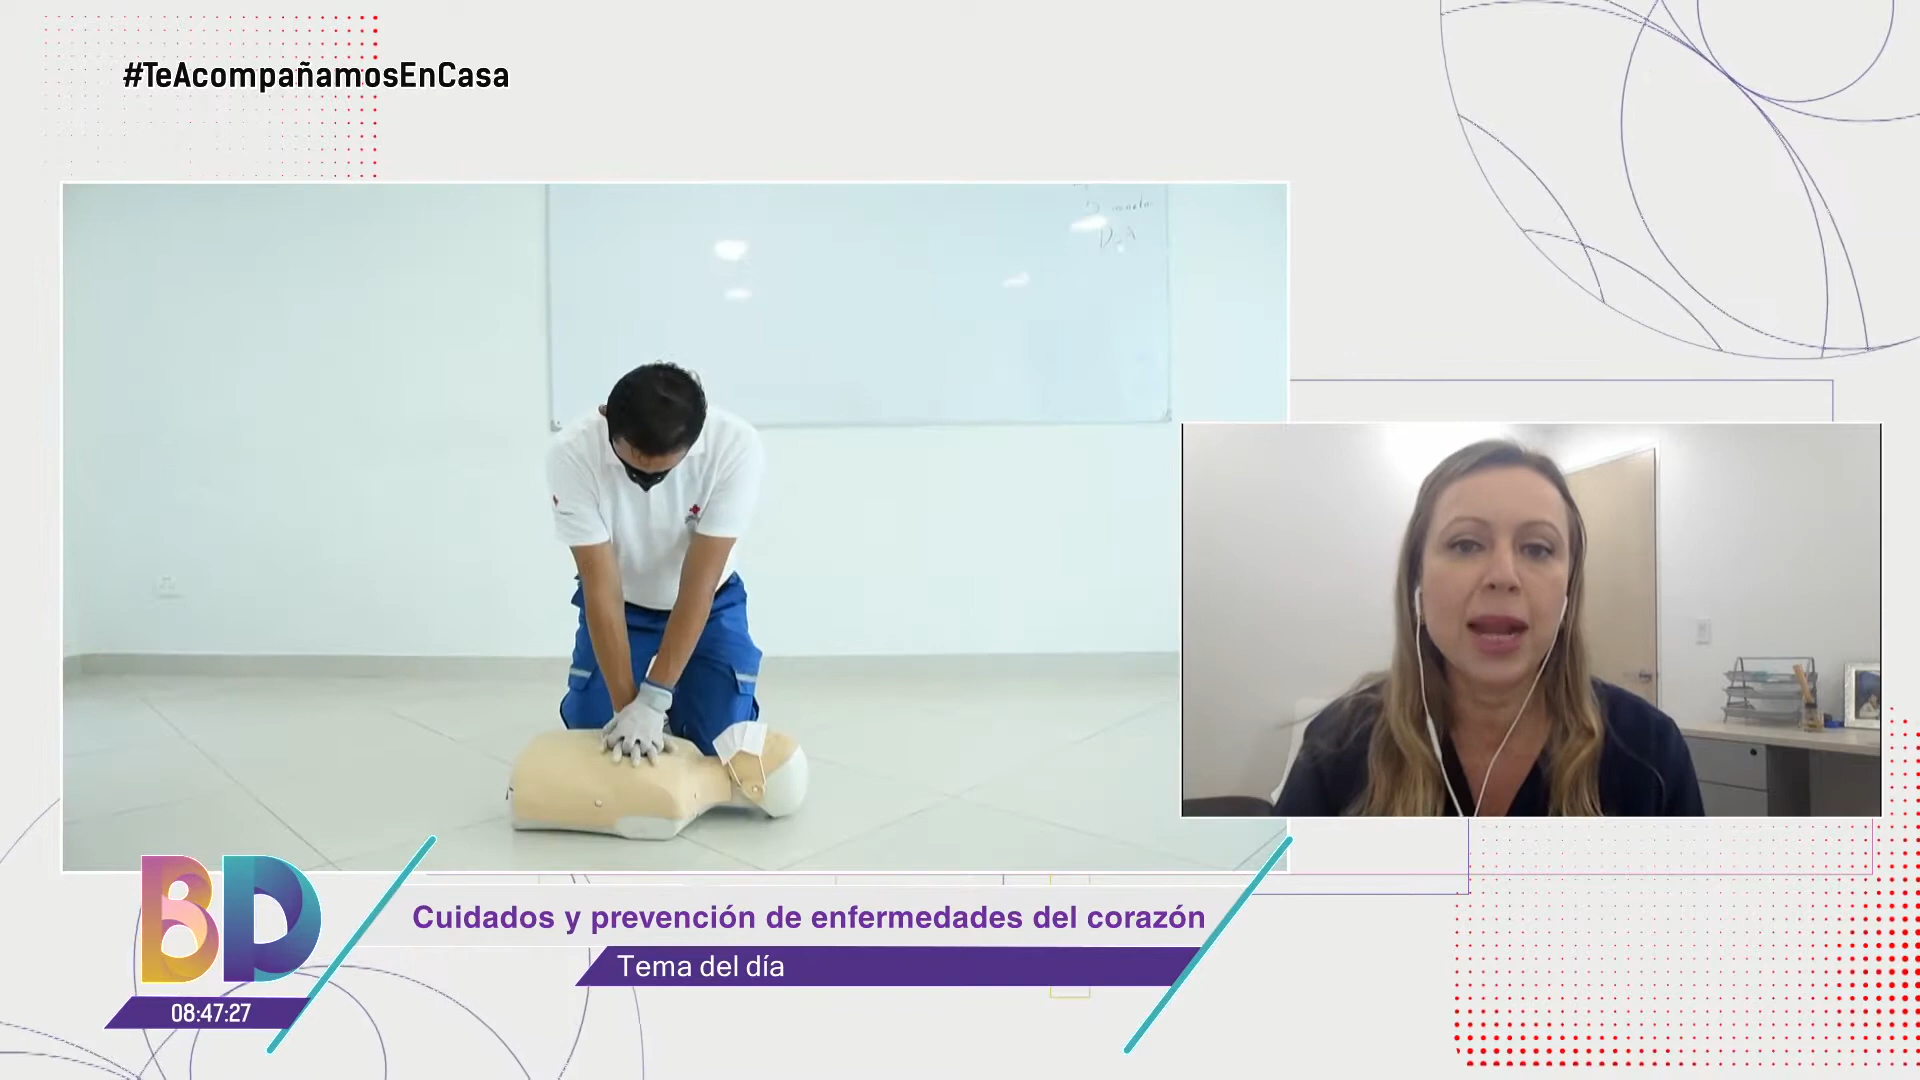 #TeAcompañamosEnCasa
BD
Cuidados y prevención de enfermedades del corazón
Tema del día
08:47:27